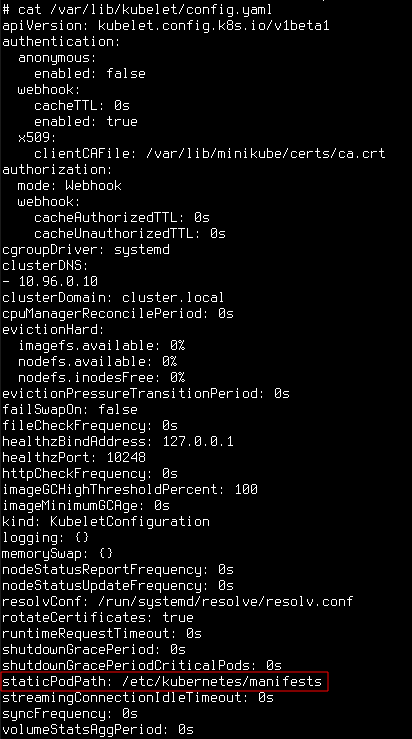 # cat /var/lib/kubelet/config.yaml
apiVersion: kubelet.config.k8s.io/v1beta1
authentication:
  anonymous:
    enabled: false
  webhook:
    cacheTTL: 0s
    enabled: true
  x509:
    clientCAFile: /var/lib/minikube/certs/ca.crt
authorization:
  mode: Webhook
  webhook:
    cacheAuthorizedTTL: 0s
    cacheUnauthorizedTTL: 0s
cgroupDriver: systemd
clusterDNS:
- 10.96.0.10
clusterDomain: cluster.local
cpuManagerReconcilePeriod: 0s
evictionHard:
  imagefs.available: 0%
  nodefs.available: 0%
  nodefs.inodesFree: 0%
evictionPressureTransitionPeriod: 0s
failSwapOn: false
fileCheckFrequency: 0s
healthzBindAddress: 127.0.0.1
healthzPort: 10248
httpCheckFrequency: 0s
imageGCHighThresholdPercent: 100
imageMinimumGCAge: 0s
kind: KubeletConfiguration
logging: {}
memorySwap: {}
nodeStatusReportFrequency: 0s
nodeStatusUpdateFrequency: 0s
resolvConf: /run/systemd/resolve/resolv.conf
rotateCertificates: true
runtimeRequestTimeout: 0s
shutdownGracePeriod: 0s
shutdownGracePeriodCriticalPods: 0s
staticPodPath: /etc/kubernetes/manifests
streamingConnectionIdleTimeout: 0s
syncFrequency: 0s
volumeStatsAggPeriod: 0s